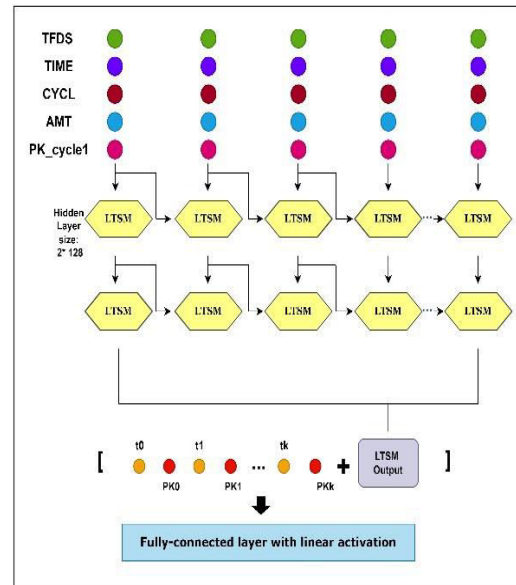 TFDS
TIME
CYCL
AMT
PK_cycle1
Hidden
Layer
size:
2* 128
LTSM LTSM LTSM LTSM LTSM
LTSM LTSM LTSM LTSM LTSM
t0 t1 tk
[ ... + LTSM
Output ]
PK0 PK1 PKk
Fully-connected layer with linear activation